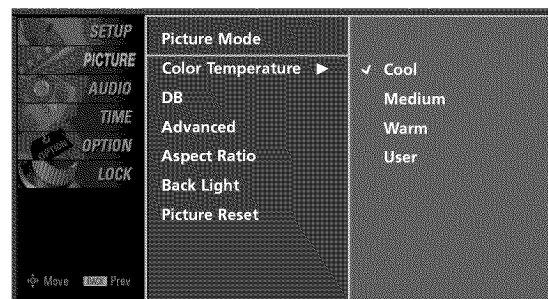 SETUP
PICTURE
AUDIO
TIME
OPTION
LOCK
Move BACK Prev
Picture Mode
Color Temperature ▶
DB
Advanced
Aspect Ratio
Back Light
Picture Reset
✓ Cool
Medium
Warm
User